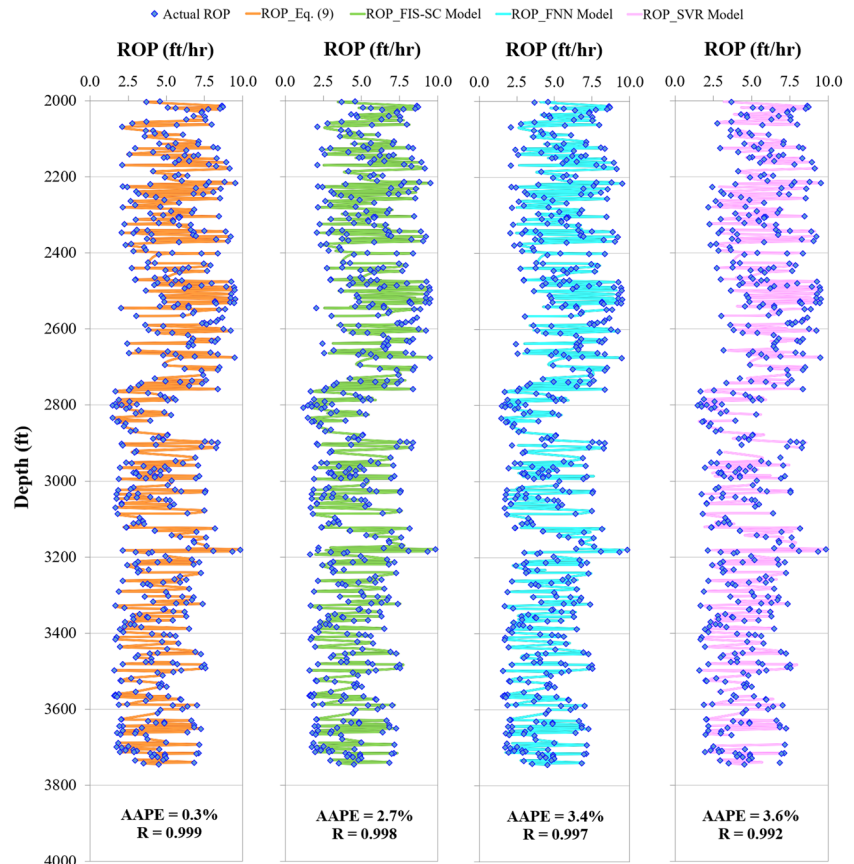 Actual ROP ROP_Eq. (9) ROP_FIS-SC Model ROP_FNN Model ROP_SVR Model
ROP (ft/hr) ROP (ft/hr) ROP (ft/hr) ROP (ft/hr)
0.0 2.5 5.0 7.5 10.0 0.0 2.5 5.0 7.5 10.0 0.0 2.5 5.0 7.5 10.0 0.0 2.5 5.0 7.5 10.0
2000
2200
2400
2600
2800
Depth (ft)
3000
3200
3400
3600
3800
4000
AAPE = 0.3% AAPE = 2.7% AAPE = 3.4% AAPE = 3.6%
R = 0.999 R = 0.998 R = 0.997 R = 0.992